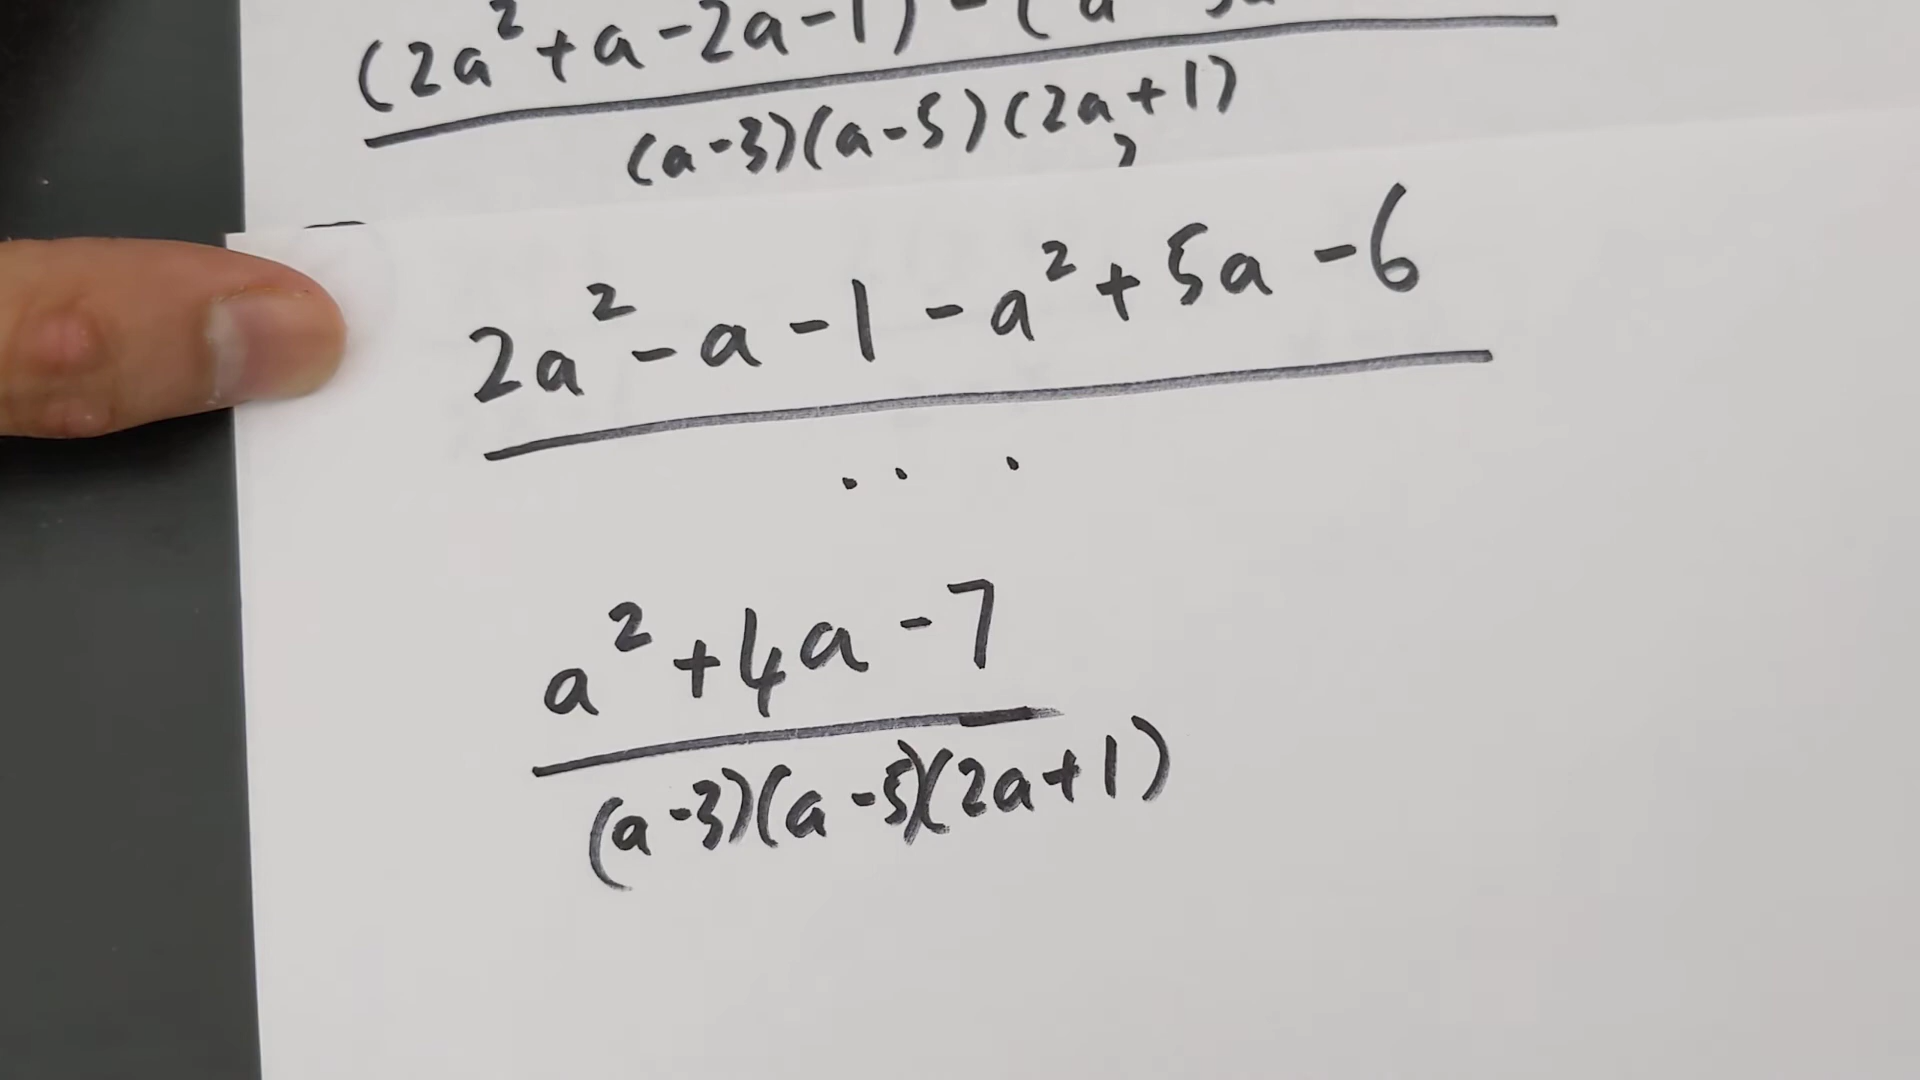 (2a²+a-2a-1) - (a
(a-3)(a-5)(2a+1)
2a²-a-1-a²+5a-6
...
a²+4a-7
(a-3)(a-5)(2a+1)